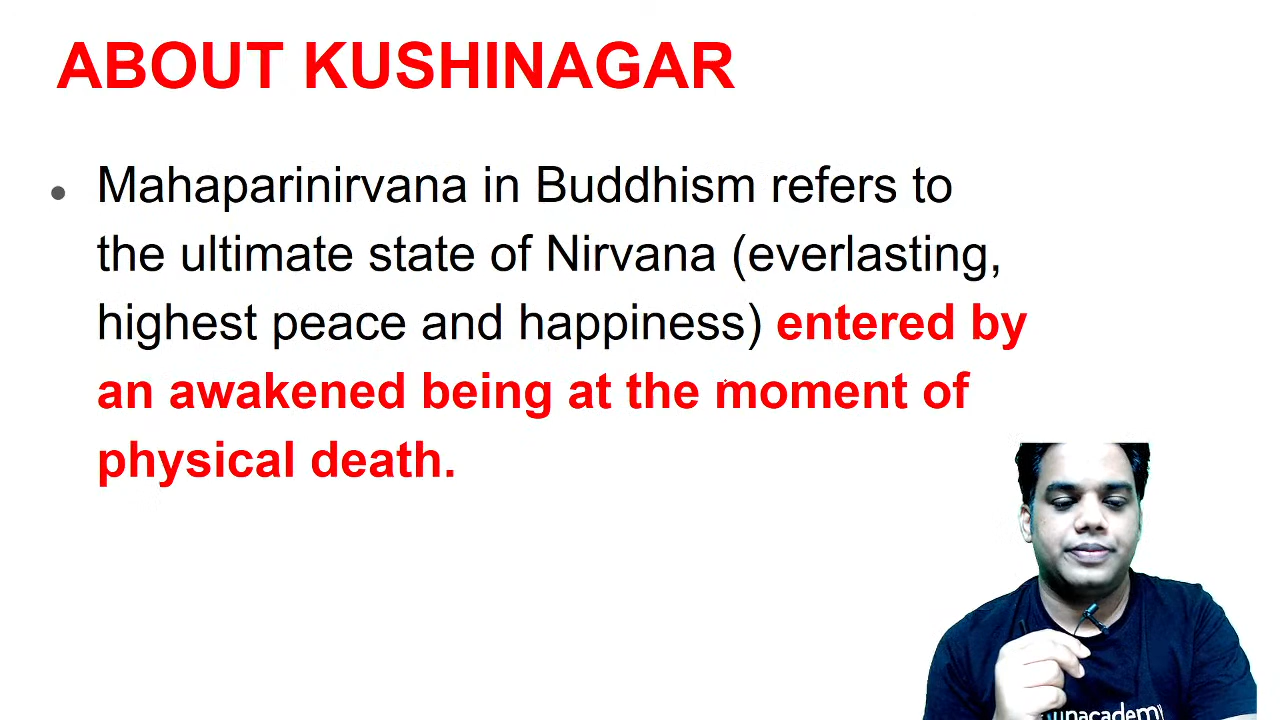 ABOUT KUSHINAGAR
Mahaparinirvana in Buddhism refers to
the ultimate state of Nirvana (everlasting,
highest peace and happiness) entered by
an awakened being at the moment of
physical death.
unacademy